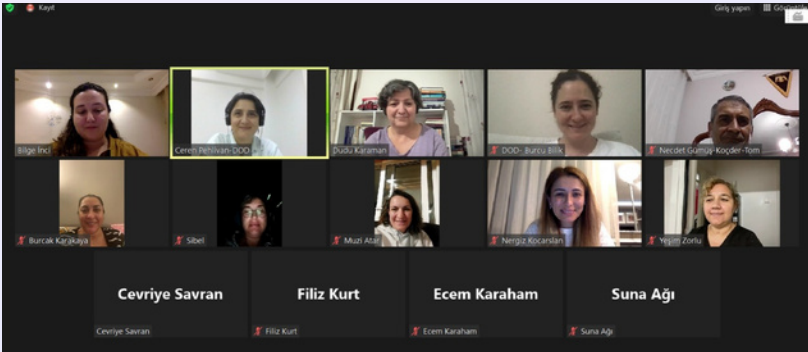 Kayıt
Giriş yapın
Bilge İnci
Ceren Pehlivan-DDO
Dudu Karaman
DOD- Burcu Bilik
Necdet Gümüş-Koçder-Tom
Burcak Karakaya
Sibel
Muzi Atar
Nergiz Kocarslan
Yeşim Zorlu
Cevriye Savran
Filiz Kurt
Ecem Karaham
Suna Ağı
Cevriye Savran
Filiz Kurt
Ecem Karaham
Suna Ağı